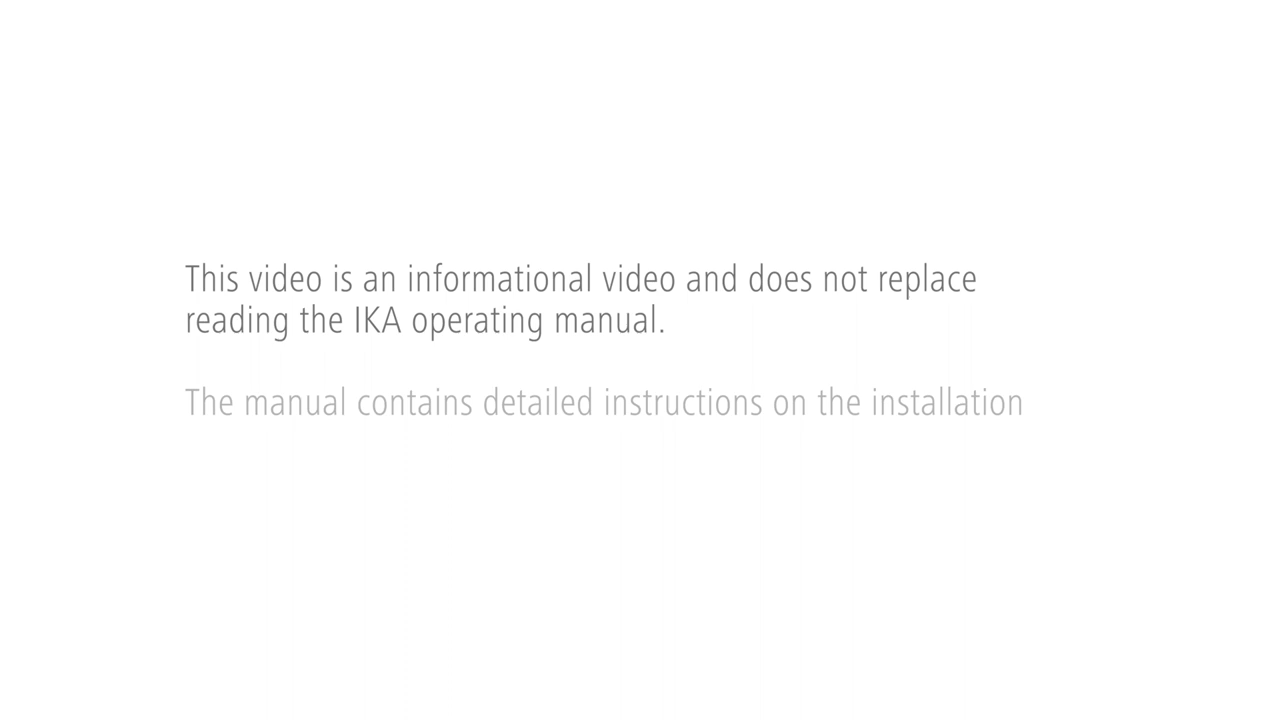 This video is an informational video and does not replace
reading the IKA operating manual.
The manual contains detailed instructions on the installation